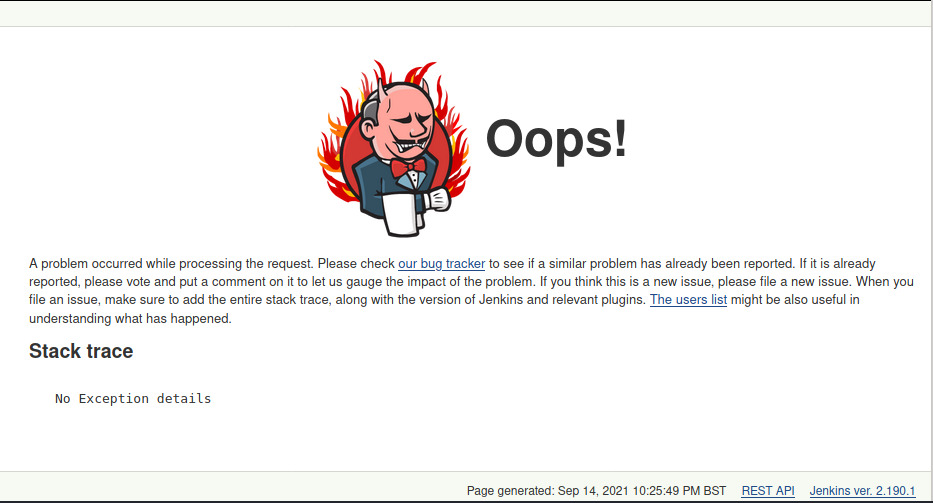 Oops!
A problem occurred while processing the request. Please check our bug tracker to see if a similar problem has already been reported. If it is already
reported, please vote and put a comment on it to let us gauge the impact of the problem. If you think this is a new issue, please file a new issue. When you
file an issue, make sure to add the entire stack trace, along with the version of Jenkins and relevant plugins. The users list might be also useful in
understanding what has happened.
Stack trace
No Exception details
Page generated: Sep 14, 2021 10:25:49 PM BST REST API Jenkins ver. 2.190.1